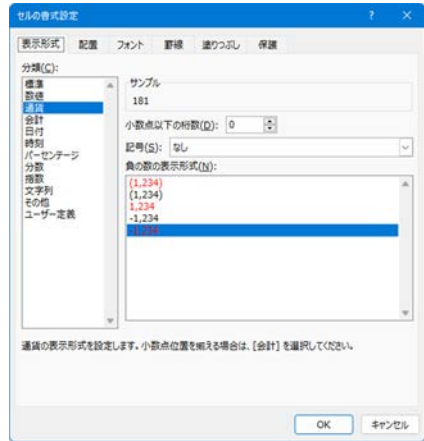 セルの書式設定 ? ×
表示形式 配置 フォント 罫線 塗りつぶし 保護
分類(C):
標準
数値
通貨
会計
日付
時刻
パーセンテージ
分数
指数
文字列
その他
ユーザー定義
サンプル
181
小数点以下の桁数(D): 0
記号(S): なし
負の数の表示形式(N):
(1,234)
(1,234)
1,234
-1,234
-1,234
通貨の表示形式を設定します。小数点位置を揃える場合は、[会計] を選択してください。
OK キャンセル